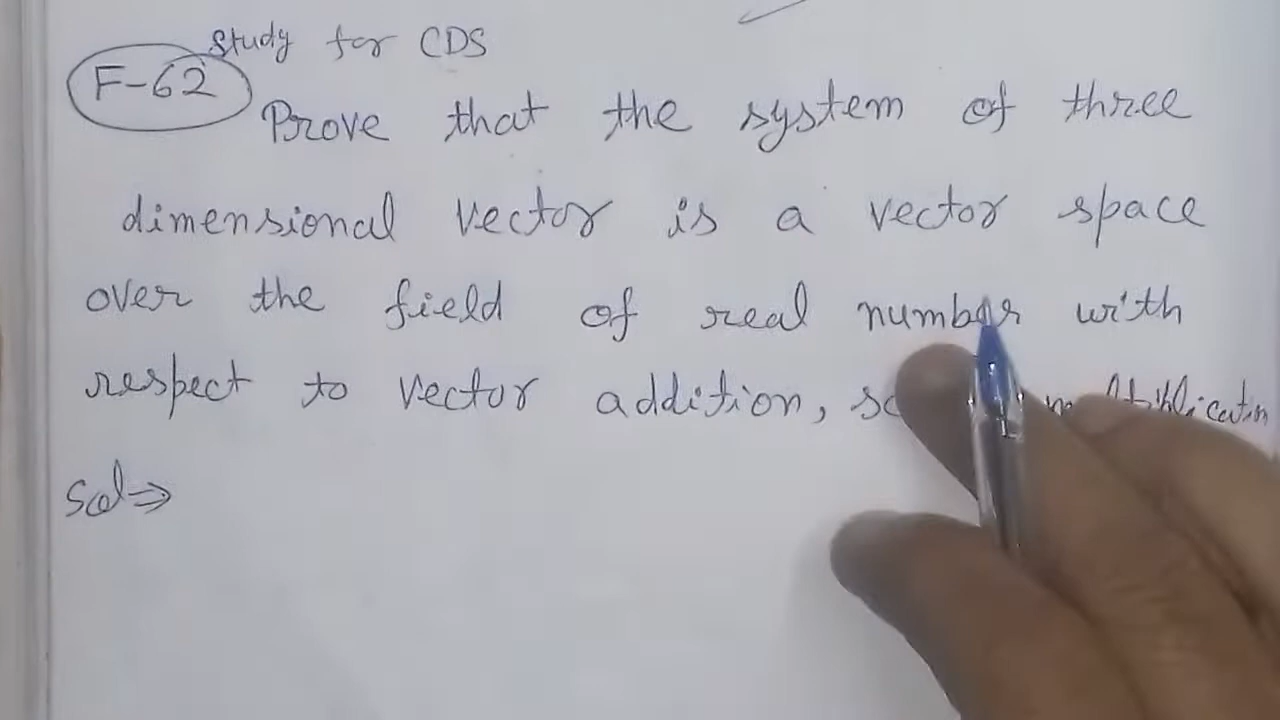 Study for CDS
F-62
Prove that the system of three
dimensional vector is a vector space
over the field of real number with
respect to vector addition,
Sol⇒